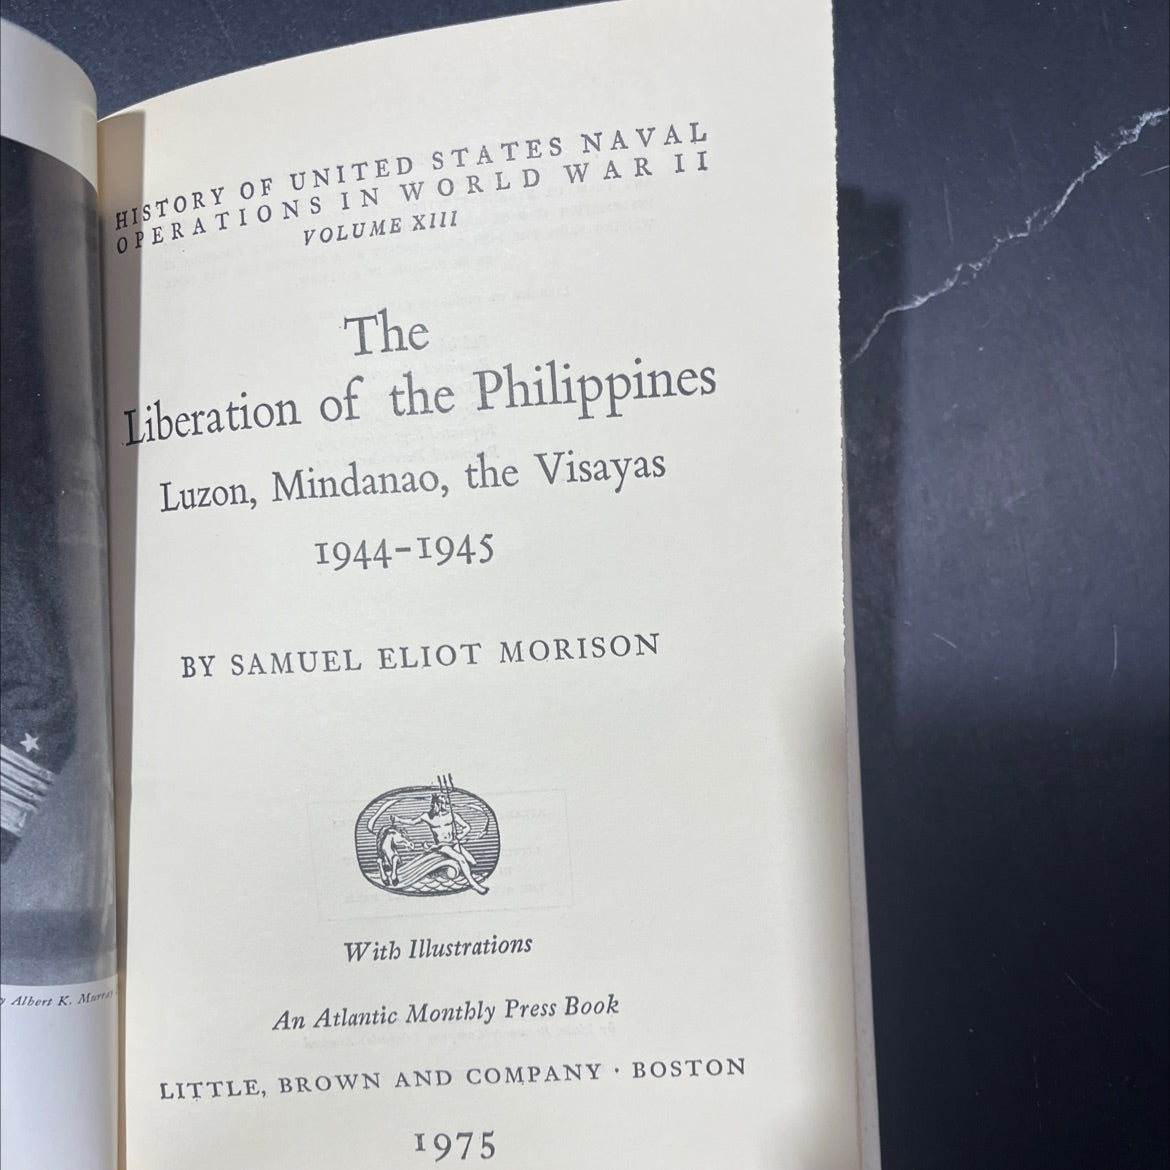 y Albert K. Murray
HISTORY OF UNITED STATES NAVAL
OPERATIONS IN WORLD WAR II
VOLUME XIII
The
Liberation of the Philippines
Luzon, Mindanao, the Visayas
1944–1945
BY SAMUEL ELIOT MORISON
With Illustrations
An Atlantic Monthly Press Book
LITTLE, BROWN AND COMPANY · BOSTON
1975